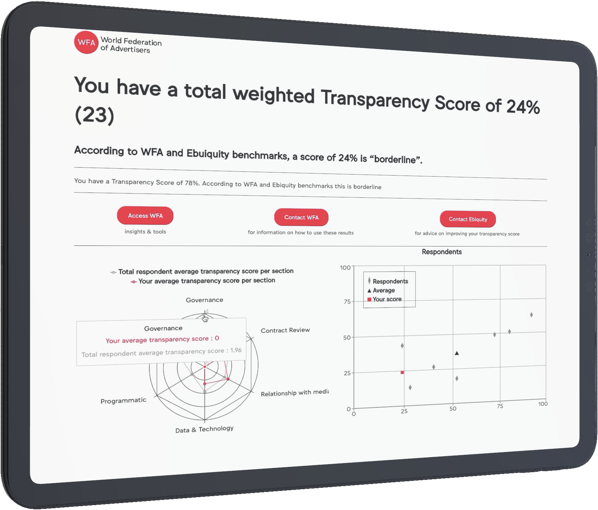 WFA World Federation
of Advertisers
You have a total weighted Transparency Score of 24%
(23)
According to WFA and Ebuiquity benchmarks, a score of 24% is “borderline”.
You have a Transparency Score of 78%. According to WFA and Ebiquity benchmarks this is borderline
Access WFA
insights & tools
Contact WFA
for information on how to use these results
Contact Ebiquity
for advice on improving your transparency score
Total respondent average transparency score per section
Your average transparency score per section
Governance
Contract Review
Governance
Your average transparency score : 0
Total respondent average transparency score : 1.96
Programmatic
Relationship with medi
Data & Technology
Respondents
100
75
50
25
0
Respondents
Average
Your score
0
25
50
75
100